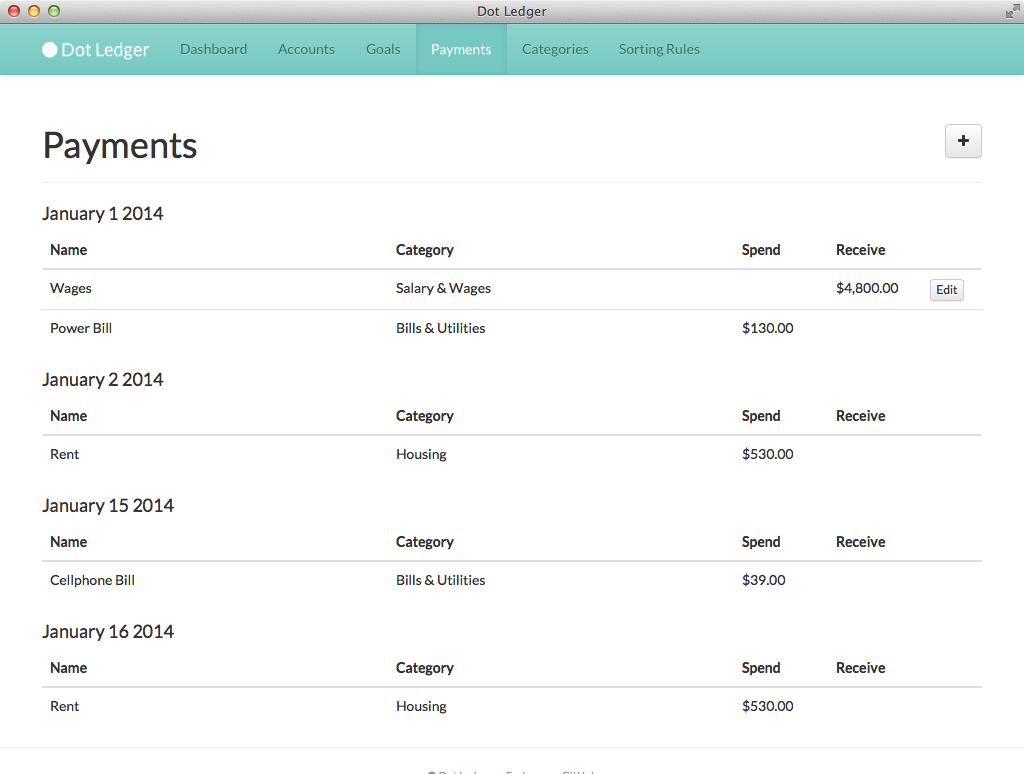 Dot Ledger
Dot Ledger Dashboard Accounts Goals Payments Categories Sorting Rules
Payments
January 1 2014
Name Category Spend Receive
Wages Salary & Wages $4,800.00 Edit
Power Bill Bills & Utilities $130.00
January 2 2014
Name Category Spend Receive
Rent Housing $530.00
January 15 2014
Name Category Spend Receive
Cellphone Bill Bills & Utilities $39.00
January 16 2014
Name Category Spend Receive
Rent Housing $530.00